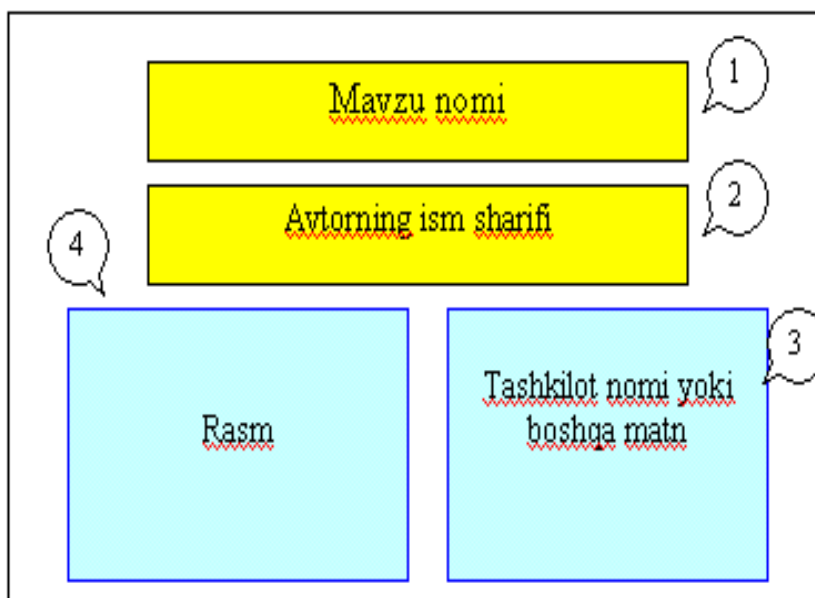 1
Mavzu nomi
2
Avtorning ism sharifi
4
3
Rasm
Tashkilot nomi yoki
boshqa matn